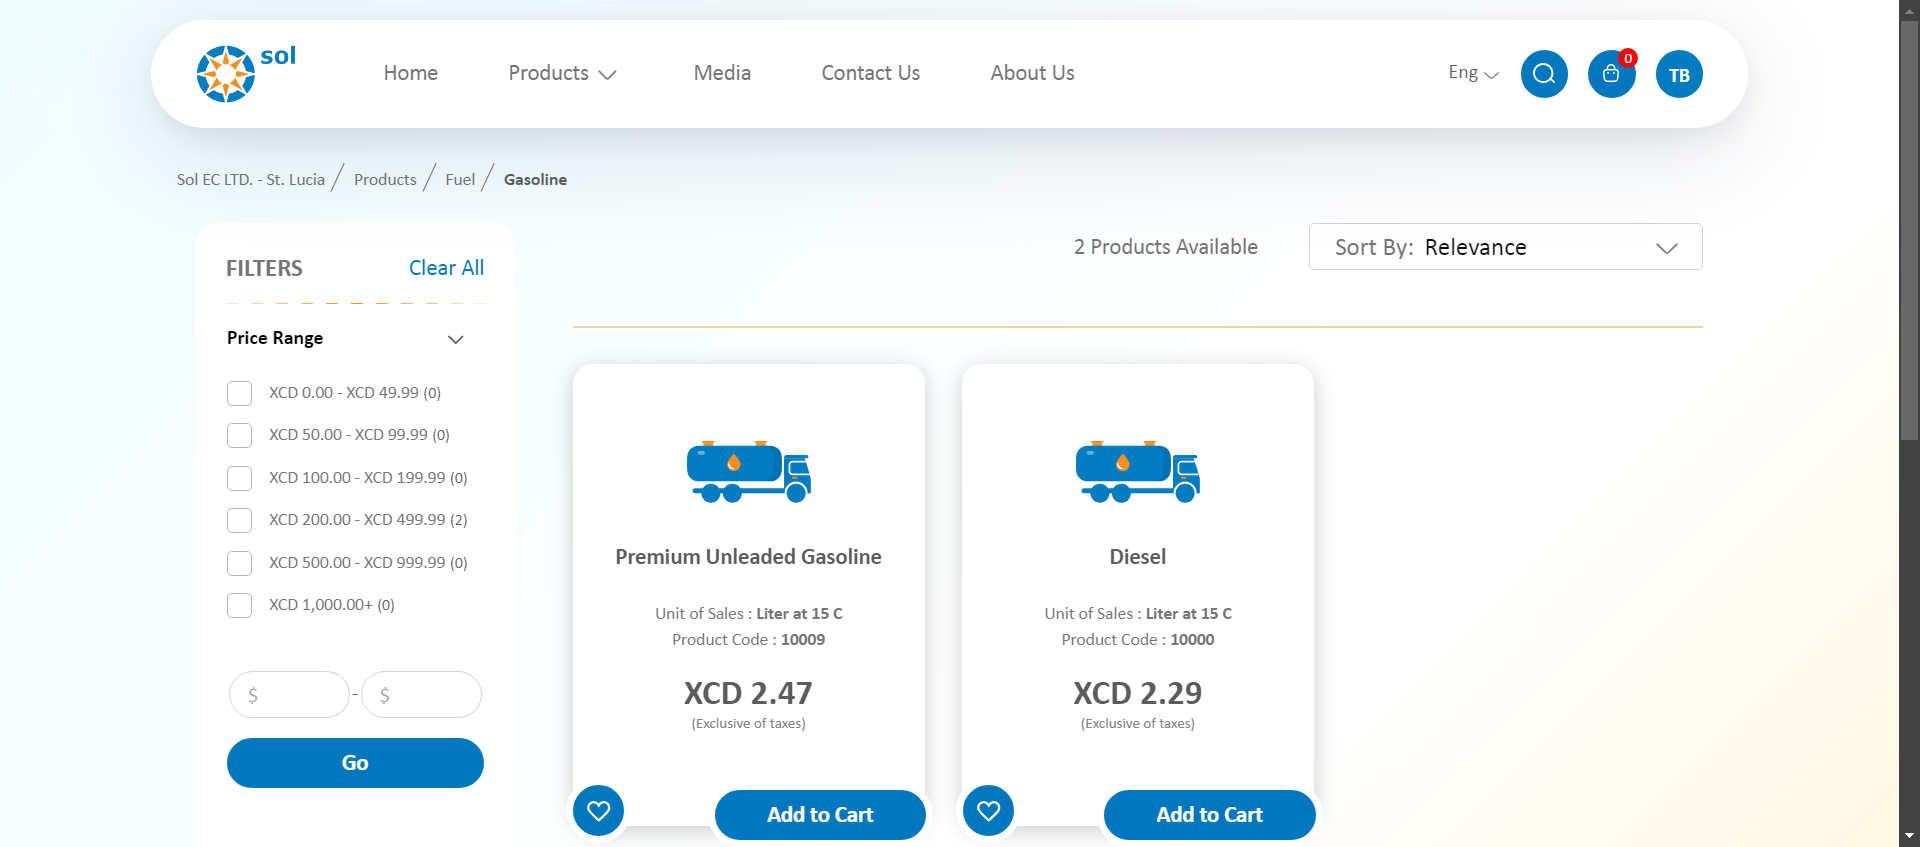 sol
Home
Products
Media
Contact Us
About Us
Eng
0
TB
Sol EC LTD. - St. Lucia / Products / Fuel / Gasoline
FILTERS
Clear All
2 Products Available
Sort By: Relevance
Price Range
XCD 0.00 - XCD 49.99 (0)
XCD 50.00 - XCD 99.99 (0)
XCD 100.00 - XCD 199.99 (0)
XCD 200.00 - XCD 499.99 (2)
XCD 500.00 - XCD 999.99 (0)
XCD 1,000.00+ (0)
$ - $
Go
Premium Unleaded Gasoline
Unit of Sales : Liter at 15 C
Product Code : 10009
XCD 2.47
(Exclusive of taxes)
Add to Cart
Diesel
Unit of Sales : Liter at 15 C
Product Code : 10000
XCD 2.29
(Exclusive of taxes)
Add to Cart